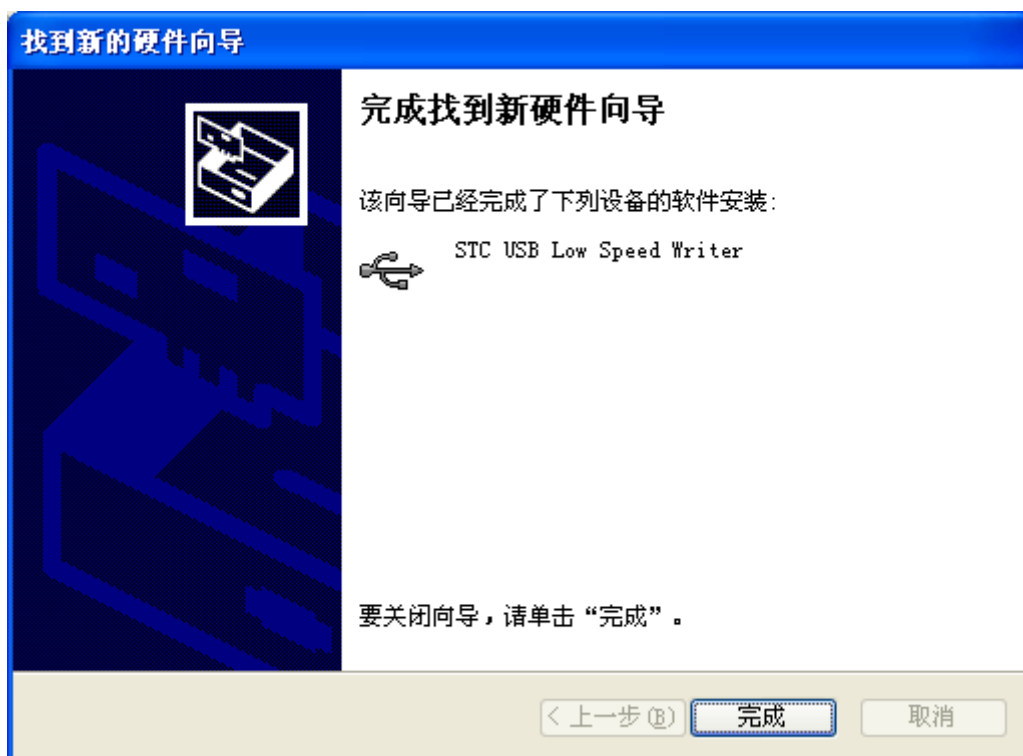 找到新的硬件向导
完成找到新硬件向导
该向导已经完成了下列设备的软件安装:
STC USB Low Speed Writer
要关闭向导，请单击“完成”。
< 上一步(B)
完成
取消